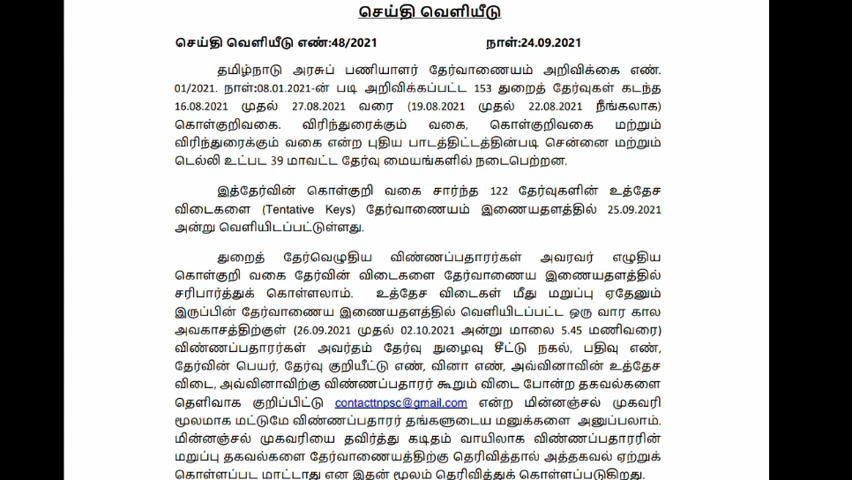 செய்தி வெளியீடு
செய்தி வெளியீடு எண்:48/2021 நாள்:24.09.2021
தமிழ்நாடு அரசுப் பணியாளர் தேர்வாணையம் அறிவிக்கை எண்.
01/2021. நாள்:08.01.2021-ன் படி அறிவிக்கப்பட்ட 153 துறைத் தேர்வுகள் கடந்த
16.08.2021 முதல் 27.08.2021 வரை (19.08.2021 முதல் 22.08.2021 நீங்கலாக)
கொள்குறிவகை. விரிந்துரைக்கும் வகை, கொள்குறிவகை மற்றும்
விரிந்துரைக்கும் வகை என்ற புதிய பாடத்திட்டத்தின்படி சென்னை மற்றும்
டெல்லி உட்பட 39 மாவட்ட தேர்வு மையங்களில் நடைபெற்றன.
இத்தேர்வின் கொள்குறி வகை சார்ந்த 122 தேர்வுகளின் உத்தேச
விடைகளை (Tentative Keys) தேர்வாணையம் இணையதளத்தில் 25.09.2021
அன்று வெளியிடப்பட்டுள்ளது.
துறைத் தேர்வெழுதிய விண்ணப்பதாரர்கள் அவரவர் எழுதிய
கொள்குறி வகை தேர்வின் விடைகளை தேர்வாணைய இணையதளத்தில்
சரிபார்த்துக் கொள்ளலாம். உத்தேச விடைகள் மீது மறுப்பு ஏதேனும்
இருப்பின் தேர்வாணைய இணையதளத்தில் வெளியிடப்பட்ட ஒரு வார கால
அவகாசத்திற்குள் (26.09.2021 முதல் 02.10.2021 அன்று மாலை 5.45 மணிவரை)
விண்ணப்பதாரர்கள் அவர்தம் தேர்வு நுழைவு சீட்டு நகல், பதிவு எண்,
தேர்வின் பெயர், தேர்வு குறியீட்டு எண், வினா எண், அவ்வினாவின் உத்தேச
விடை, அவ்வினாவிற்கு விண்ணப்பதாரர் கூறும் விடை போன்ற தகவல்களை
தெளிவாக குறிப்பிட்டு contacttnpsc@gmail.com என்ற மின்னஞ்சல் முகவரி
மூலமாக மட்டுமே விண்ணப்பதாரர் தங்களுடைய மனுக்களை அனுப்பலாம்.
மின்னஞ்சல் முகவரியை தவிர்த்து கடிதம் வாயிலாக விண்ணப்பதாரரின்
மறுப்பு தகவல்களை தேர்வாணையத்திற்கு தெரிவித்தால் அத்தகவல் ஏற்றுக்
கொள்ளப்பட மாட்டாது என இதன் மூலம் தெரிவித்துக் கொள்ளப்படுகிறது.